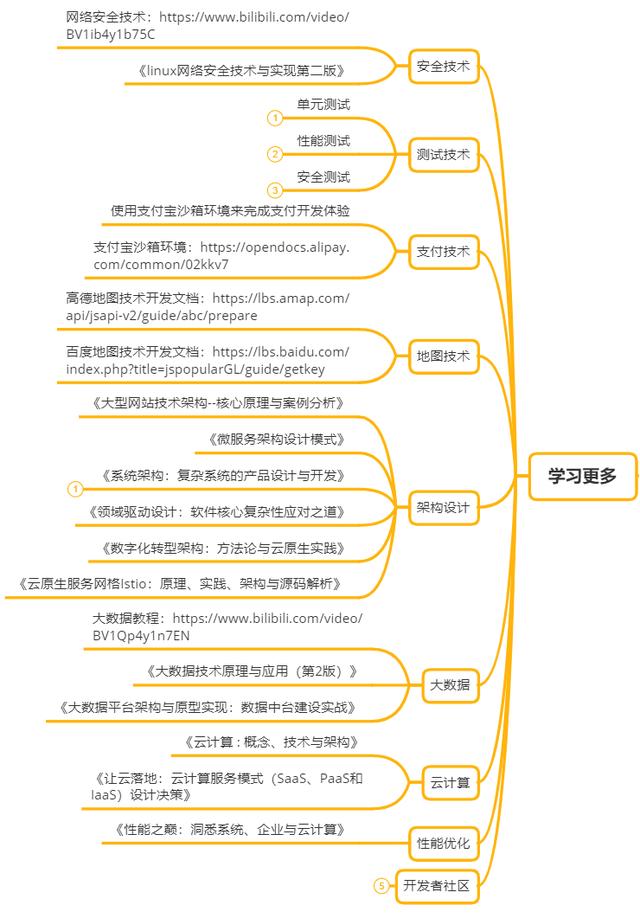 网络安全技术：https://www.bilibili.com/video/
BV1ib4y1b75C
《linux网络安全技术与实现第二版》
安全技术
单元测试
1
性能测试
2
安全测试
3
测试技术
使用支付宝沙箱环境来完成支付开发体验
支付宝沙箱环境：https://opendocs.alipay.
com/common/02kkv7
支付技术
高德地图技术开发文档：https://lbs.amap.com/
api/jsapi-v2/guide/abc/prepare
百度地图技术开发文档：https://lbs.baidu.com/
index.php?title=jspopularGL/guide/getkey
地图技术
《大型网站技术架构--核心原理与案例分析》
《微服务架构设计模式》
《系统架构：复杂系统的产品设计与开发》
1
《领域驱动设计：软件核心复杂性应对之道》
《数字化转型架构：方法论与云原生实践》
《云原生服务网格Istio：原理、实践、架构与源码解析》
架构设计
学习更多
大数据教程：https://www.bilibili.com/video/
BV1Qp4y1n7EN
《大数据技术原理与应用（第2版）》
《大数据平台架构与原型实现：数据中台建设实战》
大数据
《云计算 : 概念、技术与架构》
《让云落地：云计算服务模式（SaaS、PaaS和
IaaS）设计决策》
云计算
《性能之巅：洞悉系统、企业与云计算》
性能优化
5
开发者社区